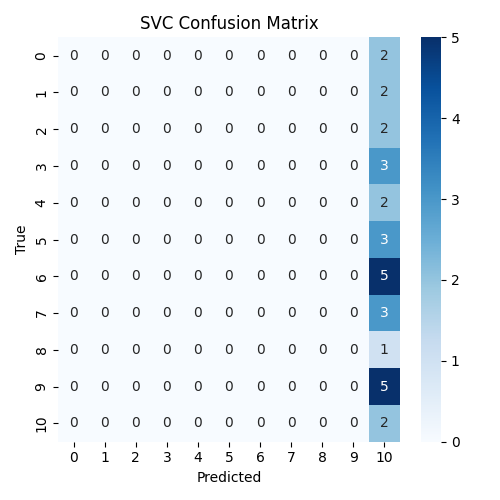 SVC Confusion Matrix
0 0 0 0 0 0 0 0 0 0 0 2
1 0 0 0 0 0 0 0 0 0 0 2
2 0 0 0 0 0 0 0 0 0 0 2
3 0 0 0 0 0 0 0 0 0 0 3
4 0 0 0 0 0 0 0 0 0 0 2
5 0 0 0 0 0 0 0 0 0 0 3
6 0 0 0 0 0 0 0 0 0 0 5
7 0 0 0 0 0 0 0 0 0 0 3
8 0 0 0 0 0 0 0 0 0 0 1
9 0 0 0 0 0 0 0 0 0 0 5
10 0 0 0 0 0 0 0 0 0 0 2
0 1 2 3 4 5 6 7 8 9 10
Predicted
True
5
4
3
2
1
0